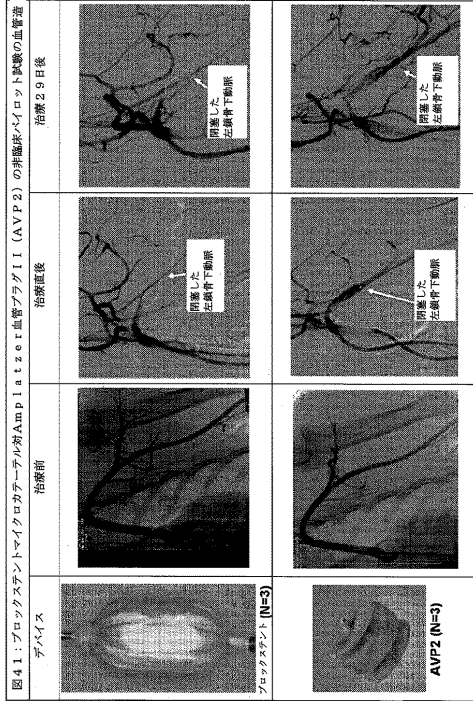 図41：ブロックステントマイクロカテーテル対Amplatzer血管プラグII（AVP2）の非臨床パイロット試験の血管造
デバイス
治療前
治療直後
治療29日後
ブロックステント(N=3)
閉塞した
左鎖骨下動脈
閉塞した
左鎖骨下動脈
AVP2 (N=3)
閉塞した
左鎖骨下動脈
閉塞した
左鎖骨下動脈